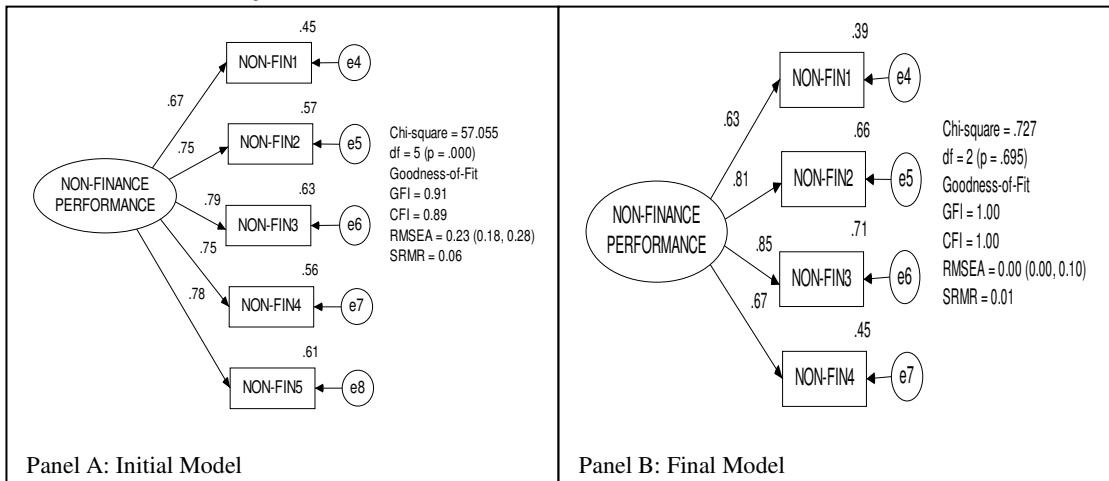 .45
NON-FIN1
e4
.67
.57
NON-FIN2
e5
.75
NON-FINANCE
PERFORMANCE
.63
.79
NON-FIN3
e6
.75
.56
NON-FIN4
e7
.78
.61
NON-FIN5
e8
Chi-square = 57.055
df = 5 (p = .000)
Goodness-of-Fit
GFI = 0.91
CFI = 0.89
RMSEA = 0.23 (0.18, 0.28)
SRMR = 0.06
Panel A: Initial Model
.39
NON-FIN1
e4
.63
.66
.81
NON-FIN2
e5
NON-FINANCE
PERFORMANCE
.71
.85
NON-FIN3
e6
.67
.45
NON-FIN4
e7
Chi-square = .727
df = 2 (p = .695)
Goodness-of-Fit
GFI = 1.00
CFI = 1.00
RMSEA = 0.00 (0.00, 0.10)
SRMR = 0.01
Panel B: Final Model